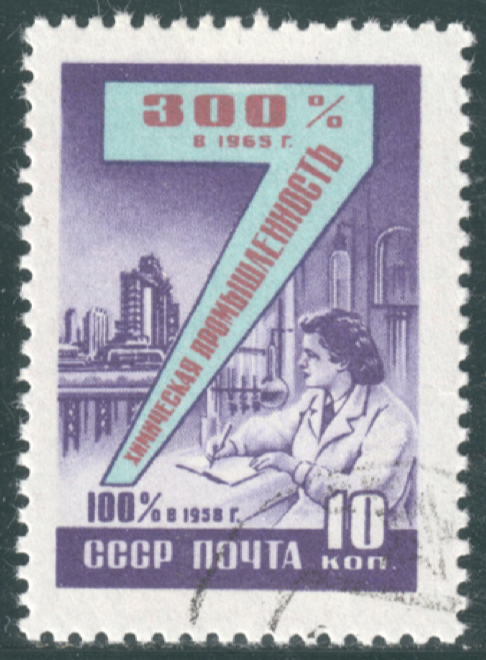 300%
В 1965 Г.
ХИМИЧЕСКАЯ ПРОМЫШЛЕННОСТЬ
100% В 1958 Г.
10
СССР ПОЧТА КОП.